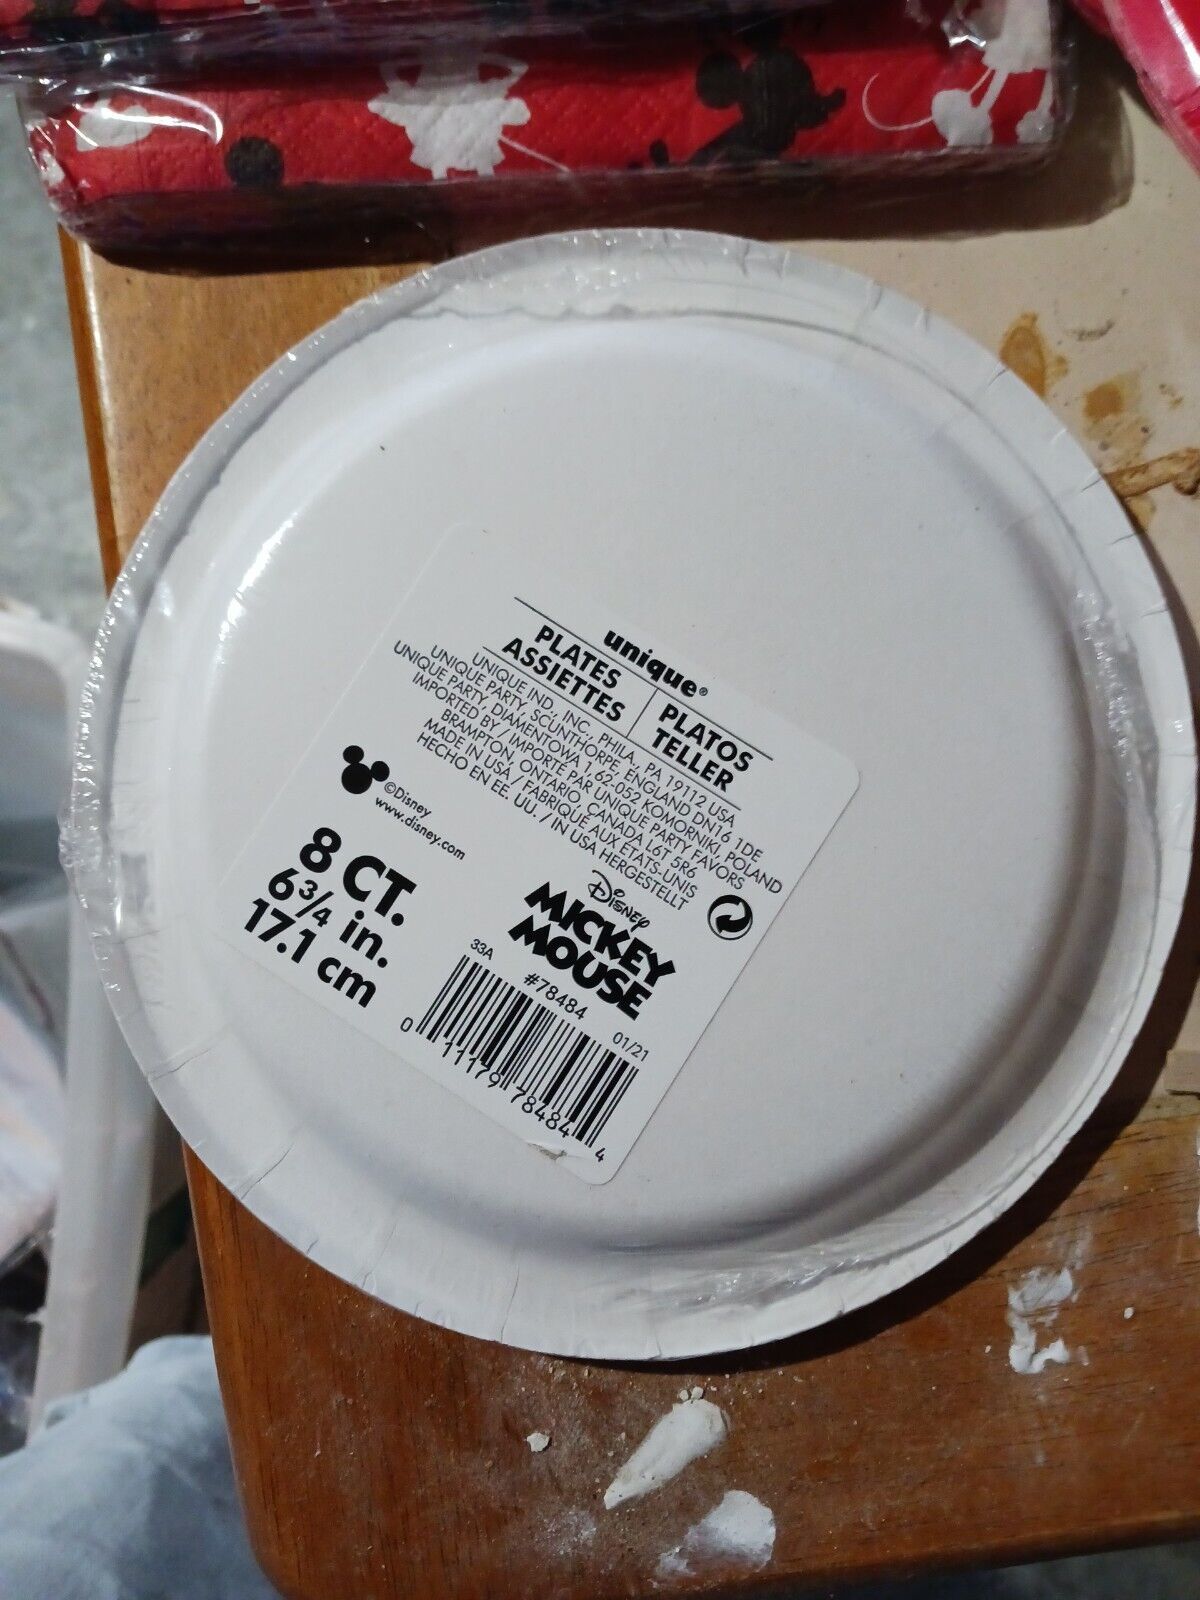 unique®
PLATES
ASSIETTES
PLATOS
TELLER
UNIQUE IND., INC., PHILA., PA 19112 USA
UNIQUE PARTY, SCUNTHORPE, ENGLAND DN16 1DE
UNIQUE PARTY, DIAMENTOWA 1, 62-052 KOMORNIKI, POLAND
IMPORTED BY / IMPORTÉ PAR UNIQUE PARTY FAVORS
BRAMPTON, ONTARIO, CANADA L6T 5R6
MADE IN USA / FABRIQUÉ AUX ÉTATS-UNIS
HECHO EN EE. UU. / IN USA HERGESTELLT
©Disney
www.disney.com
8 CT.
6 3/4 in.
17.1 cm
Disney
MICKEY
MOUSE
33A #78484 01/21
0 11179 78484 4